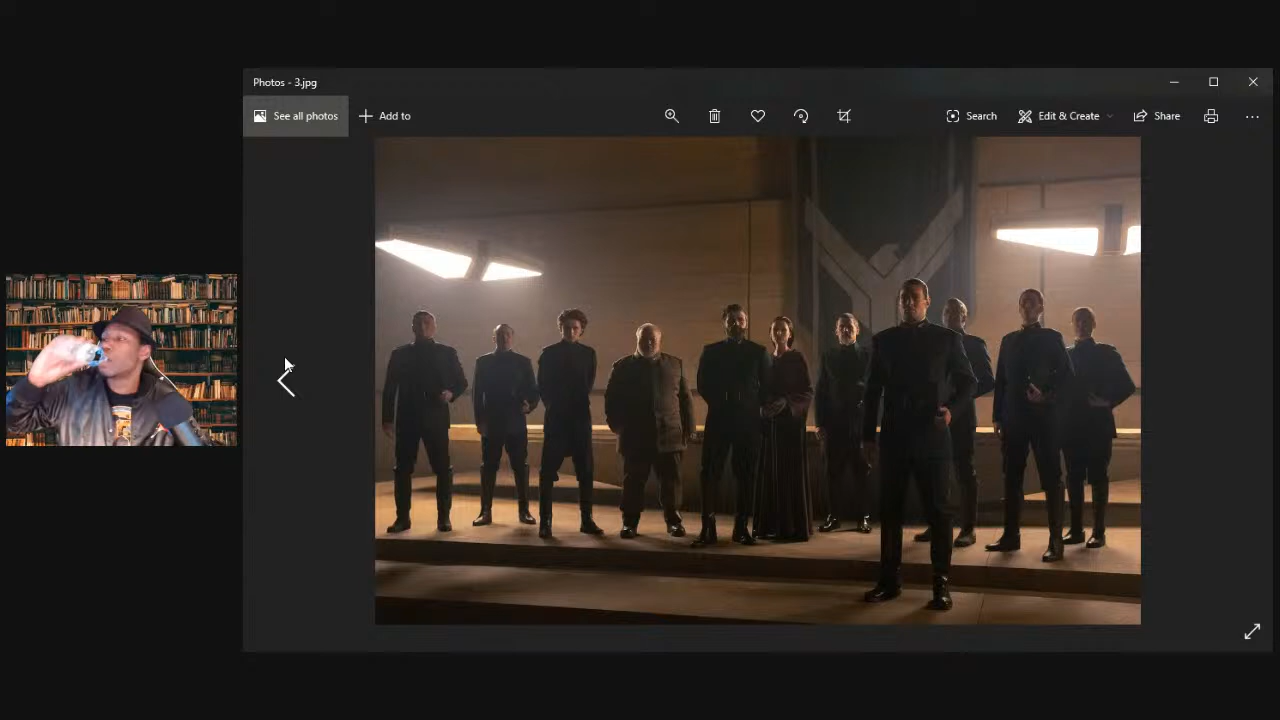 Photos - 3.jpg
See all photos
Add to
Search
Edit & Create
Share